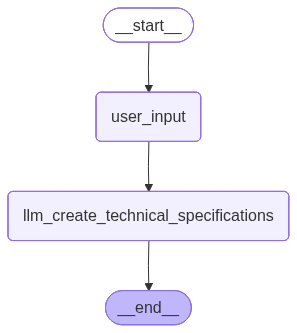 __start__
user_input
llm_create_technical_specifications
__end__